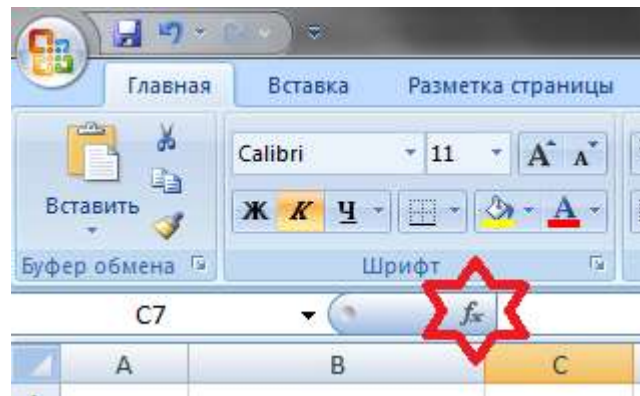 Главная Вставка Разметка страницы
Calibri 11 A A
Вставить
Ж К Ч A
Буфер обмена Шрифт
C7 fx
A B C